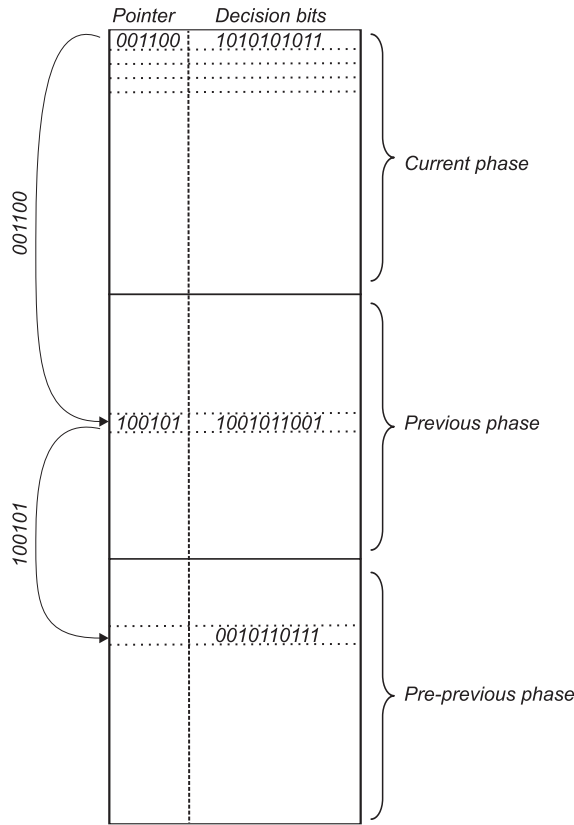 Pointer Decision bits
001100 1010101011
Current phase
001100
100101 1001011001
Previous phase
100101
0010110111
Pre-previous phase